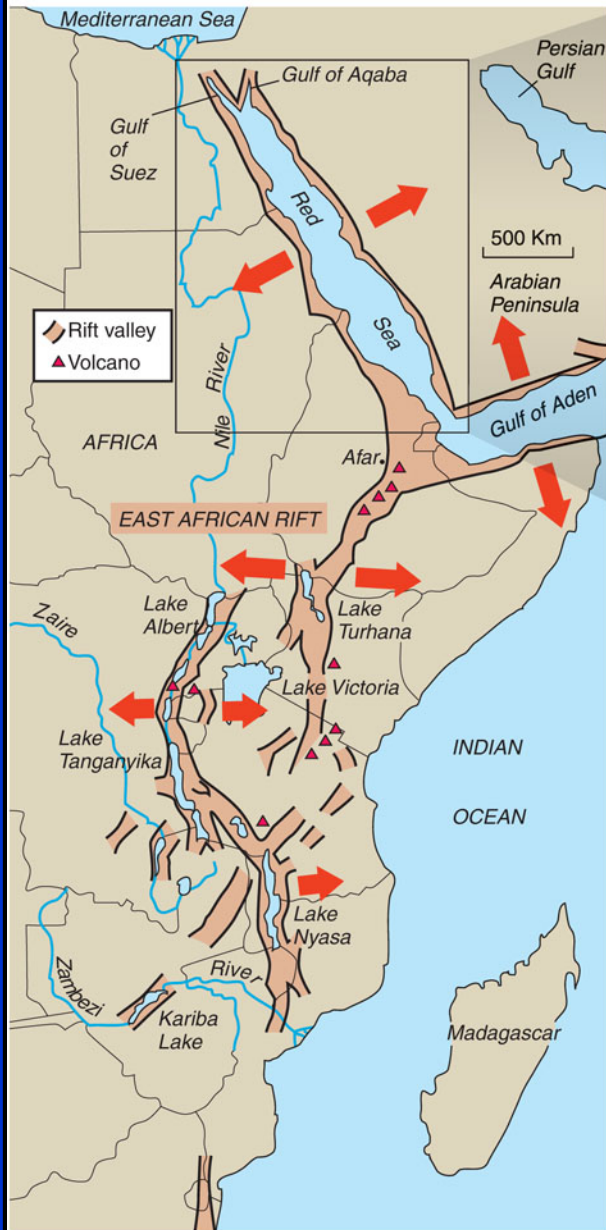 Mediterranean Sea
Gulf of Aqaba
Persian
Gulf
Gulf
of
Suez
Red
Sea
500 Km
Arabian
Peninsula
Rift valley
Volcano
Nile River
AFRICA
Gulf of Aden
Afar
EAST AFRICAN RIFT
Zaire
Lake
Albert
Lake
Turhana
Lake Victoria
Lake
Tanganyika
INDIAN
OCEAN
Lake
Nyasa
Zambezi
River
Kariba
Lake
Madagascar